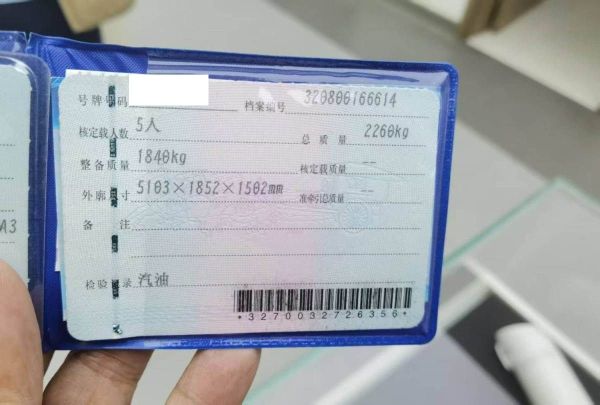 号牌号码 档案编号 320800166614
核定载人数 5人 总质量 2260kg
整备质量 1840kg 核定载质量 --
外廓尺寸 5103×1852×1502mm 准牵引总质量 --
备注
检验记录 汽油
*3270032726356*
A3